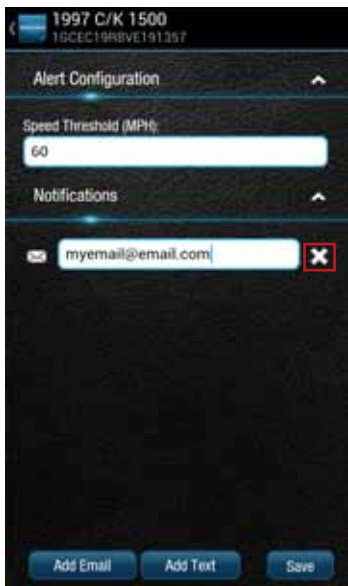 1997 C/K 1500
1GCEC19R8VE191357
Alert Configuration
Speed Threshold (MPH):
60
Notifications
myemail@email.com
Add Email
Add Text
Save